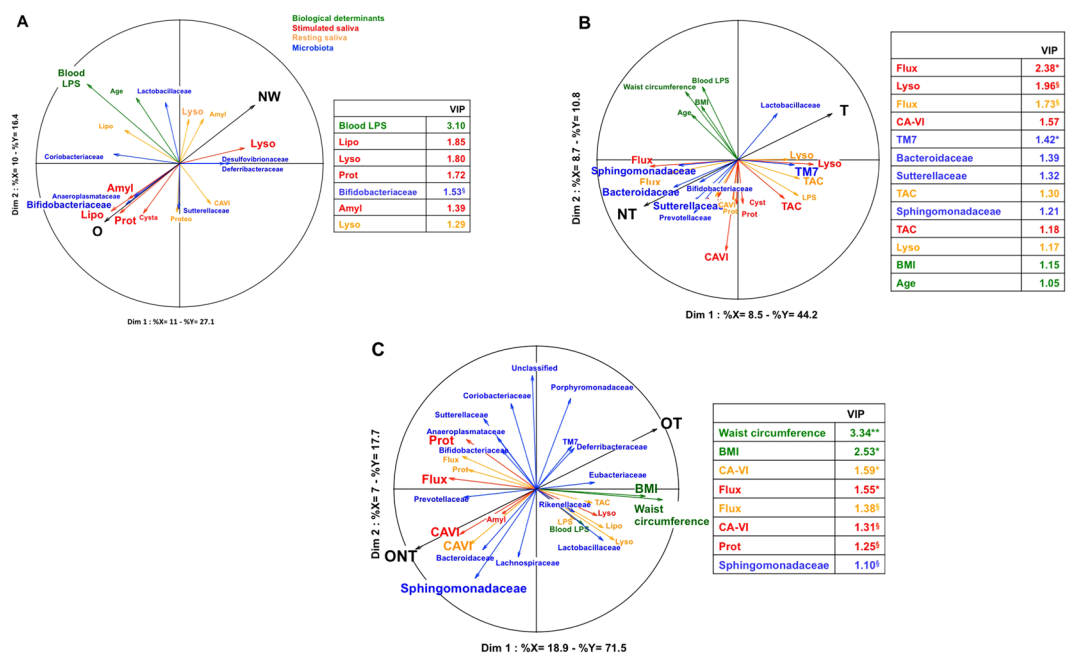 A
Biological determinants
Stimulated saliva
Resting saliva
Microbiota
Blood
LPS
Age
Lactobacillaceae
NW
Lyso
Amyl
Lipo
Lyso
Coriobacteriaceae
Desulfovibrionaceae
Deferribacteraceae
Amyl
Anaeroplasmataceae
Bifidobacteriaceae
Lipo
Prot
Cysta
Proteo
CAVI
Sutterellaceae
O
Dim 2 : %X= 10 - %Y= 16.4
Dim 1 : %X= 11 - %Y= 27.1
VIP
Blood LPS 3.10
Lipo 1.85
Lyso 1.80
Prot 1.72
Bifidobacteriaceae 1.53§
Amyl 1.39
Lyso 1.29
B
Blood LPS
Waist circumference
BMI
Age
Lactobacillaceae
T
Flux
Lyso
Lyso
Sphingomonadaceae
TM7
Flux
TAC
Bifidobacteriaceae
Bacteroidaceae
LPS
Sutterellaceae
CAVI
Cyst
TAC
NT
Prevotellaceae
Prot
Prot
CAVI
Dim 2 : %X= 8.7 - %Y= 10.8
Dim 1 : %X= 8.5 - %Y= 44.2
VIP
Flux 2.38*
Lyso 1.96§
Flux 1.73§
CA-VI 1.57
TM7 1.42*
Bacteroidaceae 1.39
Sutterellaceae 1.32
TAC 1.30
Sphingomonadaceae 1.21
TAC 1.18
Lyso 1.17
BMI 1.15
Age 1.05
C
Unclassified
Porphyromonadaceae
Coriobacteriaceae
Sutterellaceae
OT
Anaeroplasmataceae
Prot
TM7
Deferribacteraceae
Bifidobacteriaceae
Flux
Prot
Flux
Eubacteriaceae
BMI
Prevotellaceae
Rikenellaceae
TAC
Waist
circumference
Amyl
Lyso
LPS
Blood LPS
Lipo
CAVI
Lyso
CAVI
Lactobacillaceae
ONT
Bacteroidaceae
Lachnospiraceae
Sphingomonadaceae
Dim 2 : %X= 7 - %Y= 17.7
Dim 1 : %X= 18.9 - %Y= 71.5
VIP
Waist circumference 3.34**
BMI 2.53*
CA-VI 1.59*
Flux 1.55*
Flux 1.38§
CA-VI 1.31§
Prot 1.25§
Sphingomonadaceae 1.10§